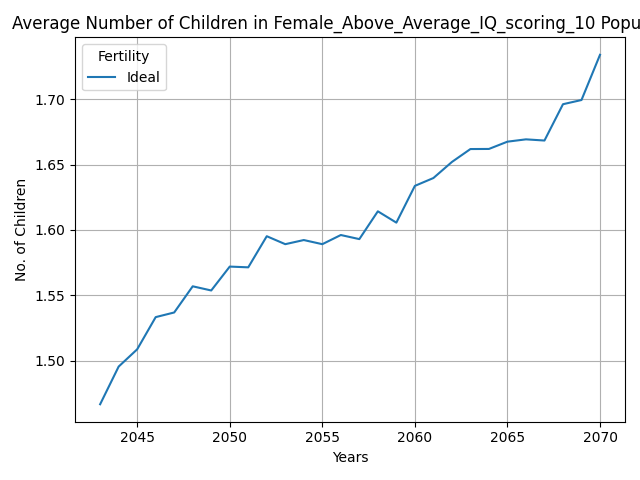 Average Number of Children in Female_Above_Average_IQ_scoring_10 Popu
Fertility
Ideal
No. of Children
1.70
1.65
1.60
1.55
1.50
2045 2050 2055 2060 2065 2070
Years